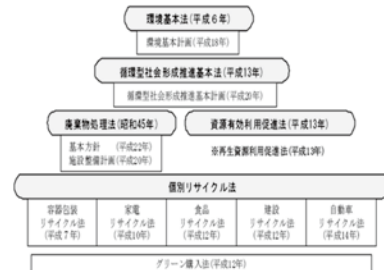 環境基本法(平成6年)
環境基本計画(平成18年)
循環型社会形成推進基本法(平成13年)
循環型社会形成推進基本計画(平成20年)
廃棄物処理法(昭和45年)
資源有効利用促進法(平成13年)
基本方針 (平成22年)
施設整備計画(平成20年)
※再生資源利用促進法(平成13年)
個別リサイクル法
容器包装
リサイクル法
(平成7年)
家電
リサイクル法
(平成10年)
食品
リサイクル法
(平成12年)
建設
リサイクル法
(平成12年)
自動車
リサイクル法
(平成14年)
グリーン購入法(平成12年)